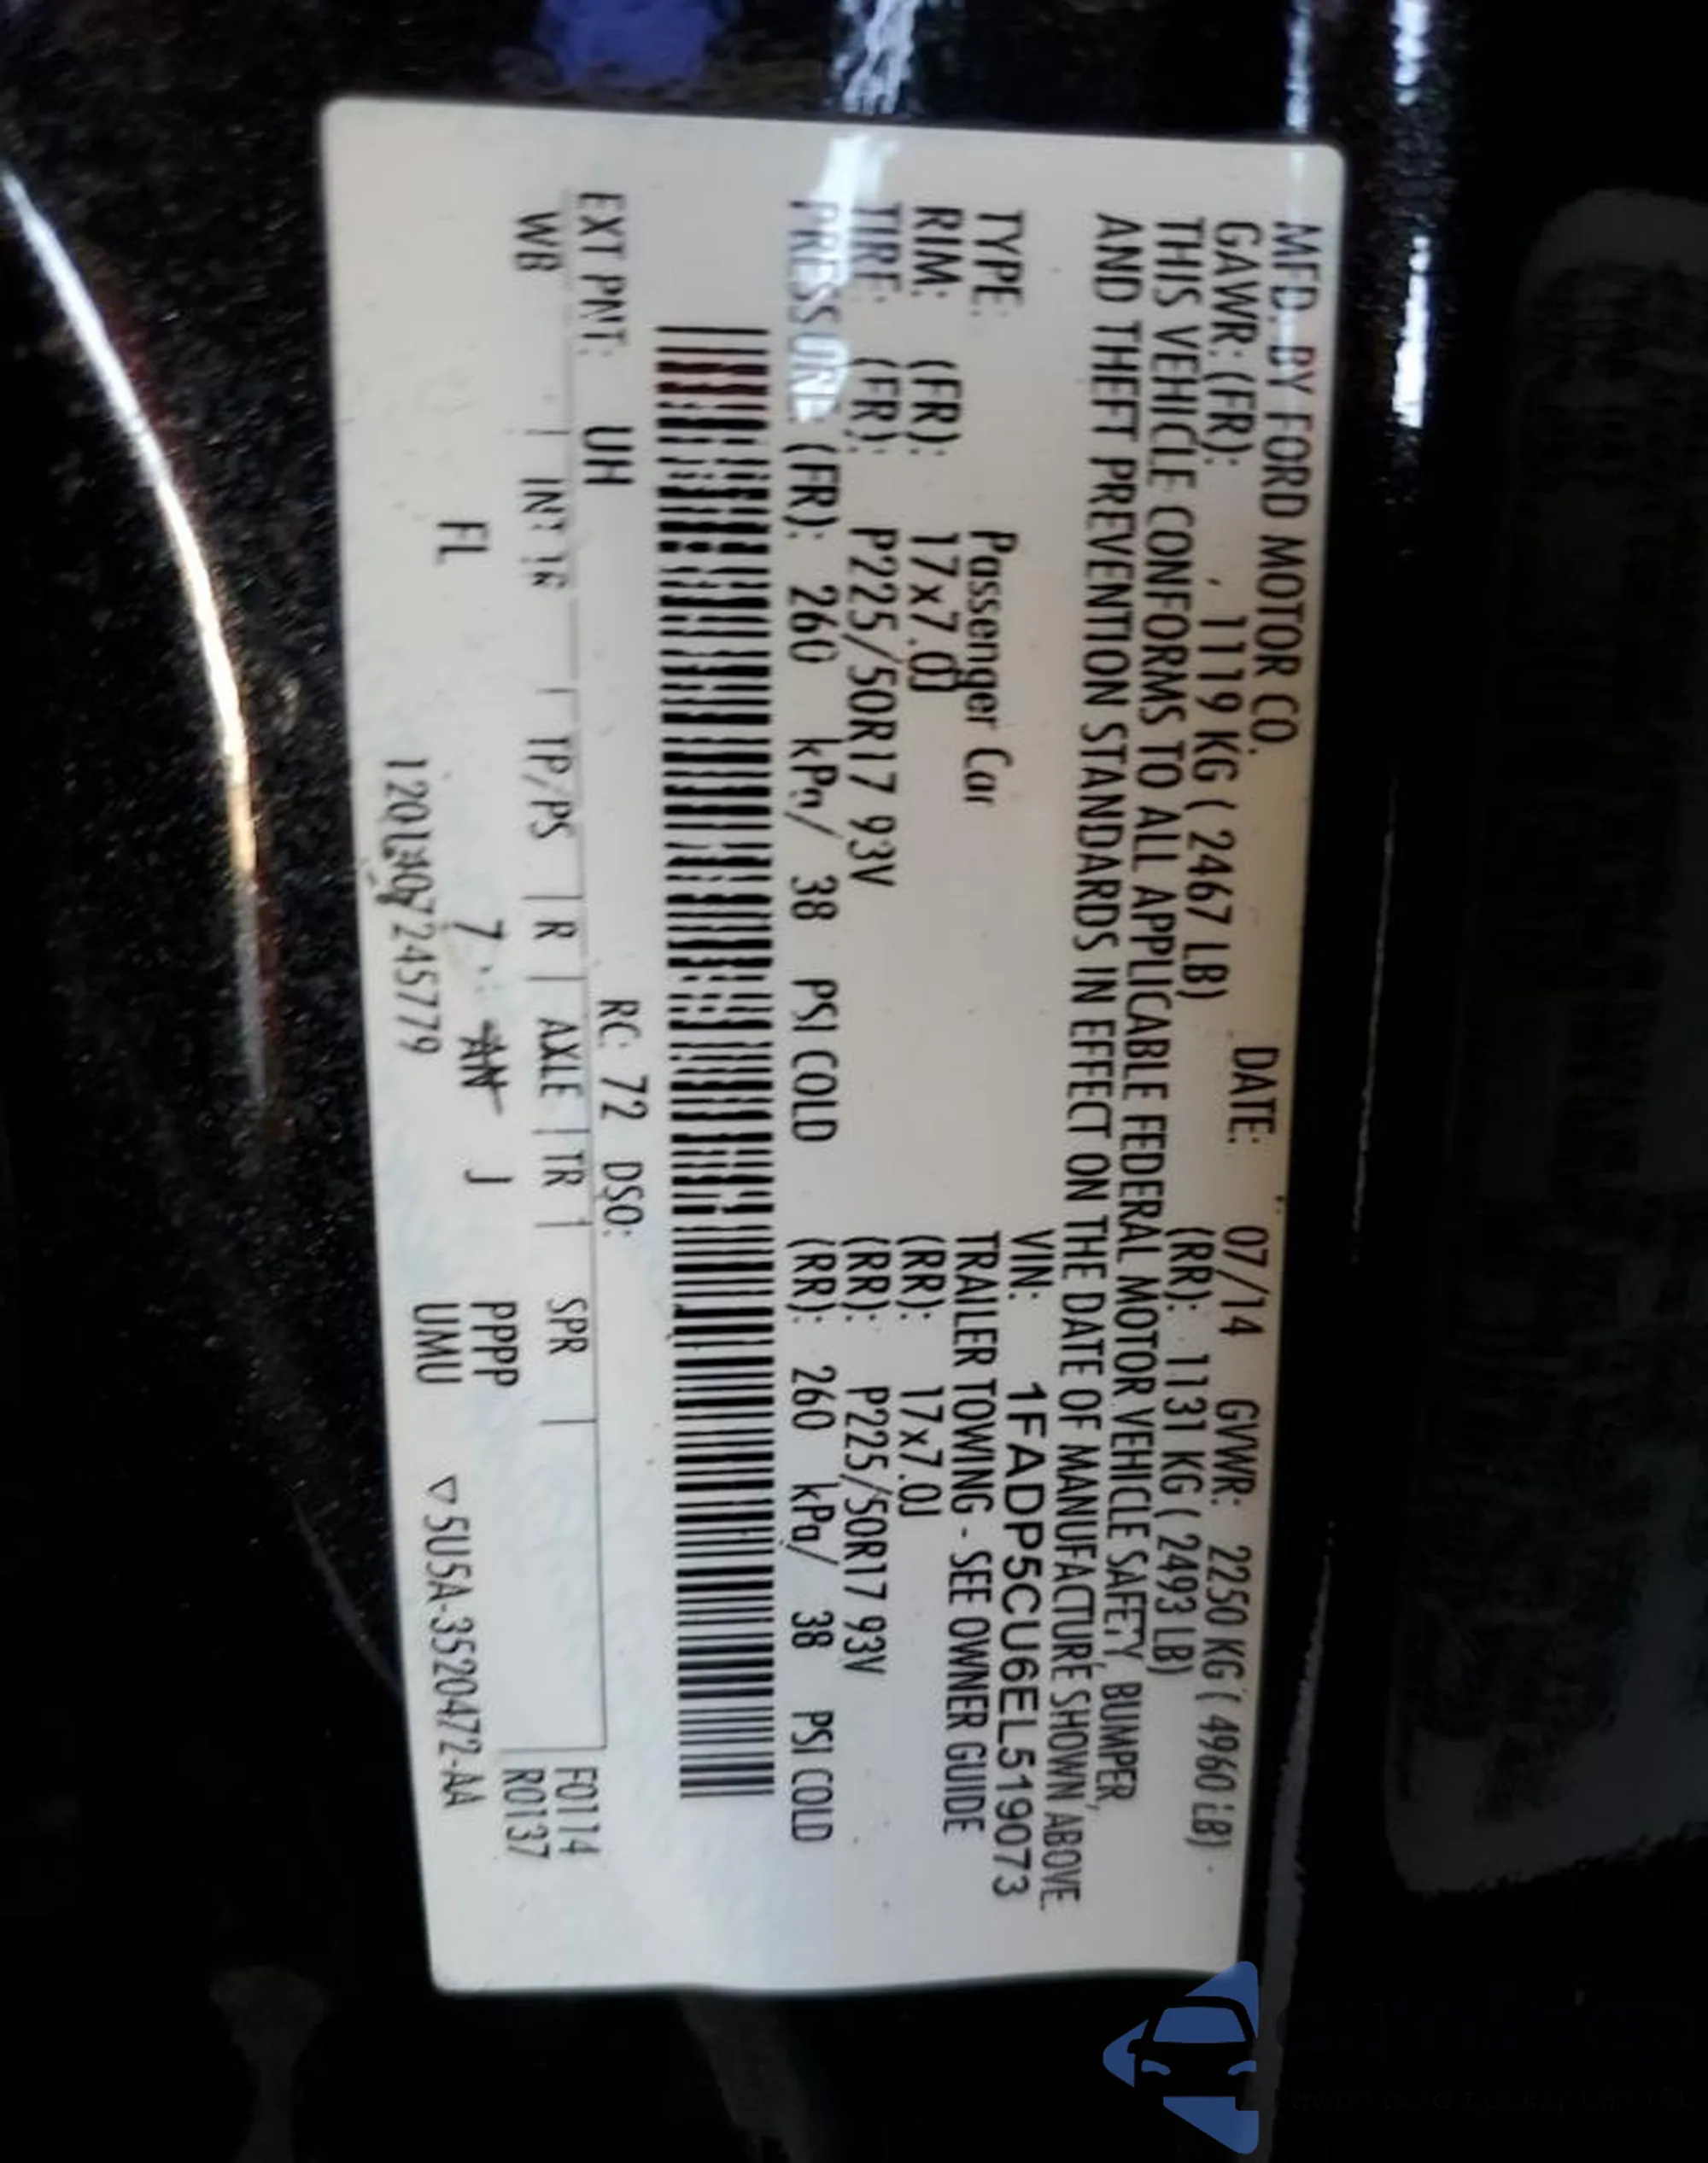 MFD. BY FORD MOTOR CO. DATE: 07/14 GVWR: 2250 KG ( 4960 LB)
GAWR: (FR): 1119 KG ( 2467 LB) (RR): 1131 KG ( 2493 LB)
THIS VEHICLE CONFORMS TO ALL APPLICABLE FEDERAL MOTOR VEHICLE SAFETY, BUMPER,
AND THEFT PREVENTION STANDARDS IN EFFECT ON THE DATE OF MANUFACTURE SHOWN ABOVE.
VIN: 1FADP5CU6EL519073
TYPE: Passenger Car TRAILER TOWING - SEE OWNER GUIDE
RIM: (FR): 17x7.0J (RR): 17x7.0J
TIRE: (FR): P225/50R17 93V (RR): P225/50R17 93V
PRESSURE: (FR): 260 kPa/ 38 PSI COLD (RR): 260 kPa/ 38 PSI COLD
EXT PNT: UH RC: 72 DSO:
F0114
WB INT TR TP/PS R AXLE TR SPR R0137
FL 7 AN J PPPP
UMU ▽5U5A-3520472-AA